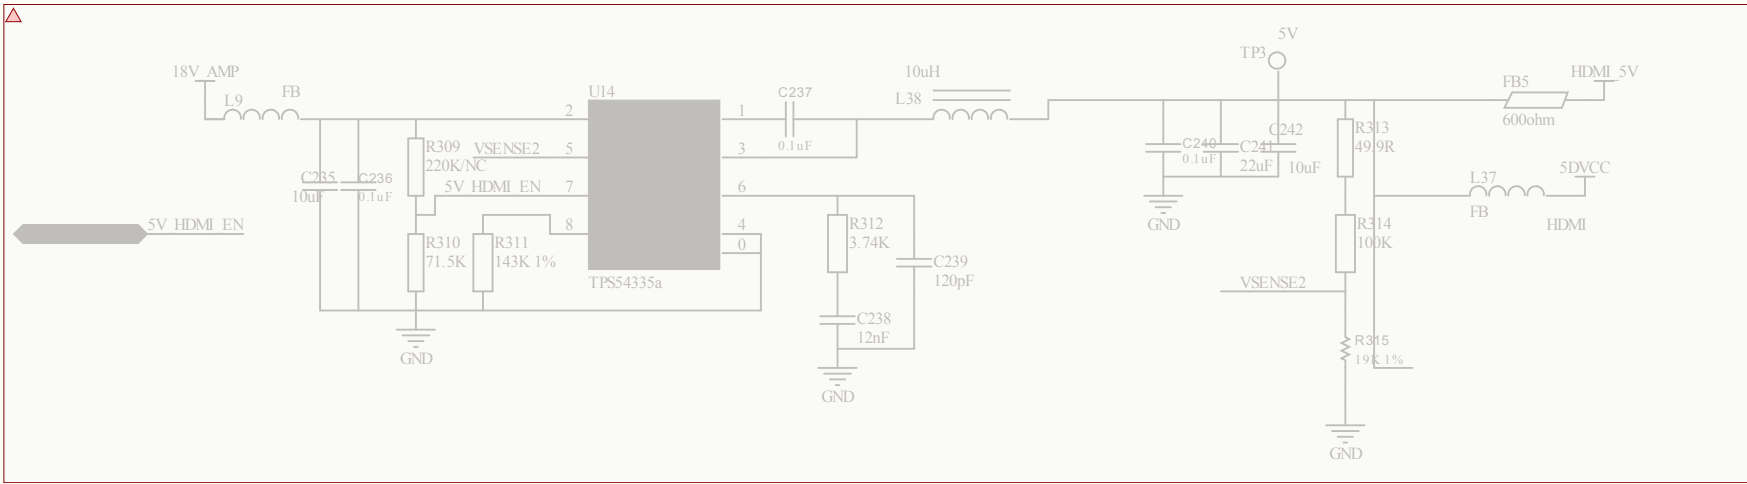 5V
TP3
18V_AMP
10uH
HDMI_5V
FB5
L9
FB
U14
C237
L38
2
1
600ohm
C242
R313
0.1uF
R309
VSENSE2
5
3
C240
C241
49.9R
220K/NC
0.1uF
22uF
10uF
5DVCC
C235
C236
5V_HDMI_EN
7
6
L37
10uF
0.1uF
FB
HDMI
5V_HDMI_EN
8
4
R312
GND
R314
R310
R311
0
3.74K
100K
71.5K
143K 1%
C239
TPS54335a
120pF
VSENSE2
C238
12nF
R315
GND
19K 1%
GND
GND